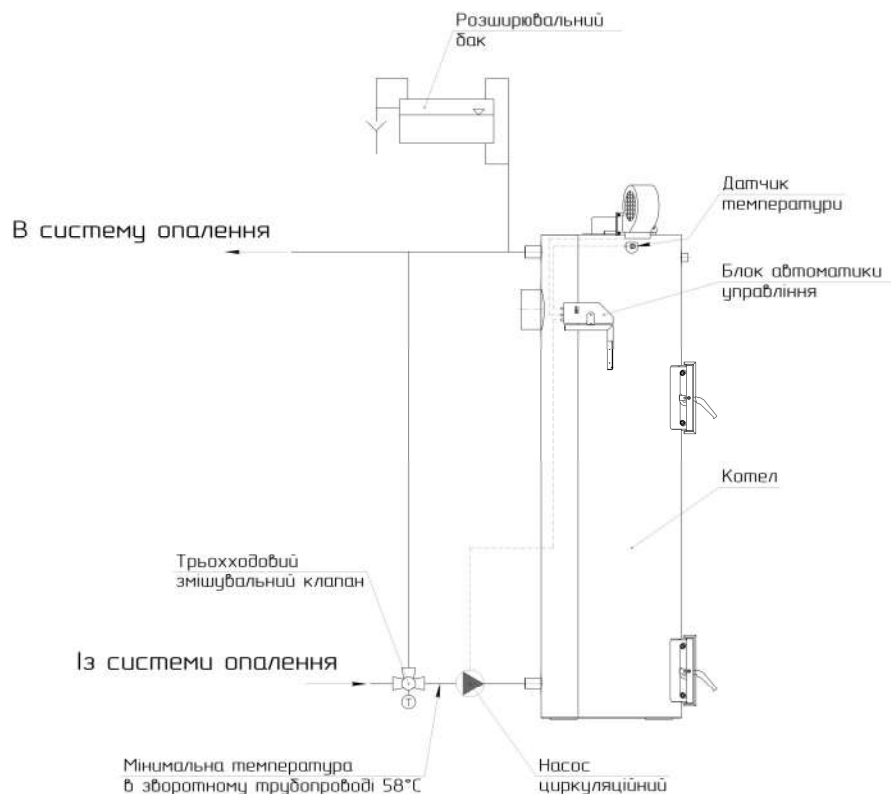 Розширювальний
бак
Датчик
температури
В систему опалення
Блок автоматики
управління
Котел
Трьохходовий
змішувальний клапан
Із системи опалення
Т
Мінімальна температура
в зворотному трубопроводі 58°С
Насос
циркуляційний